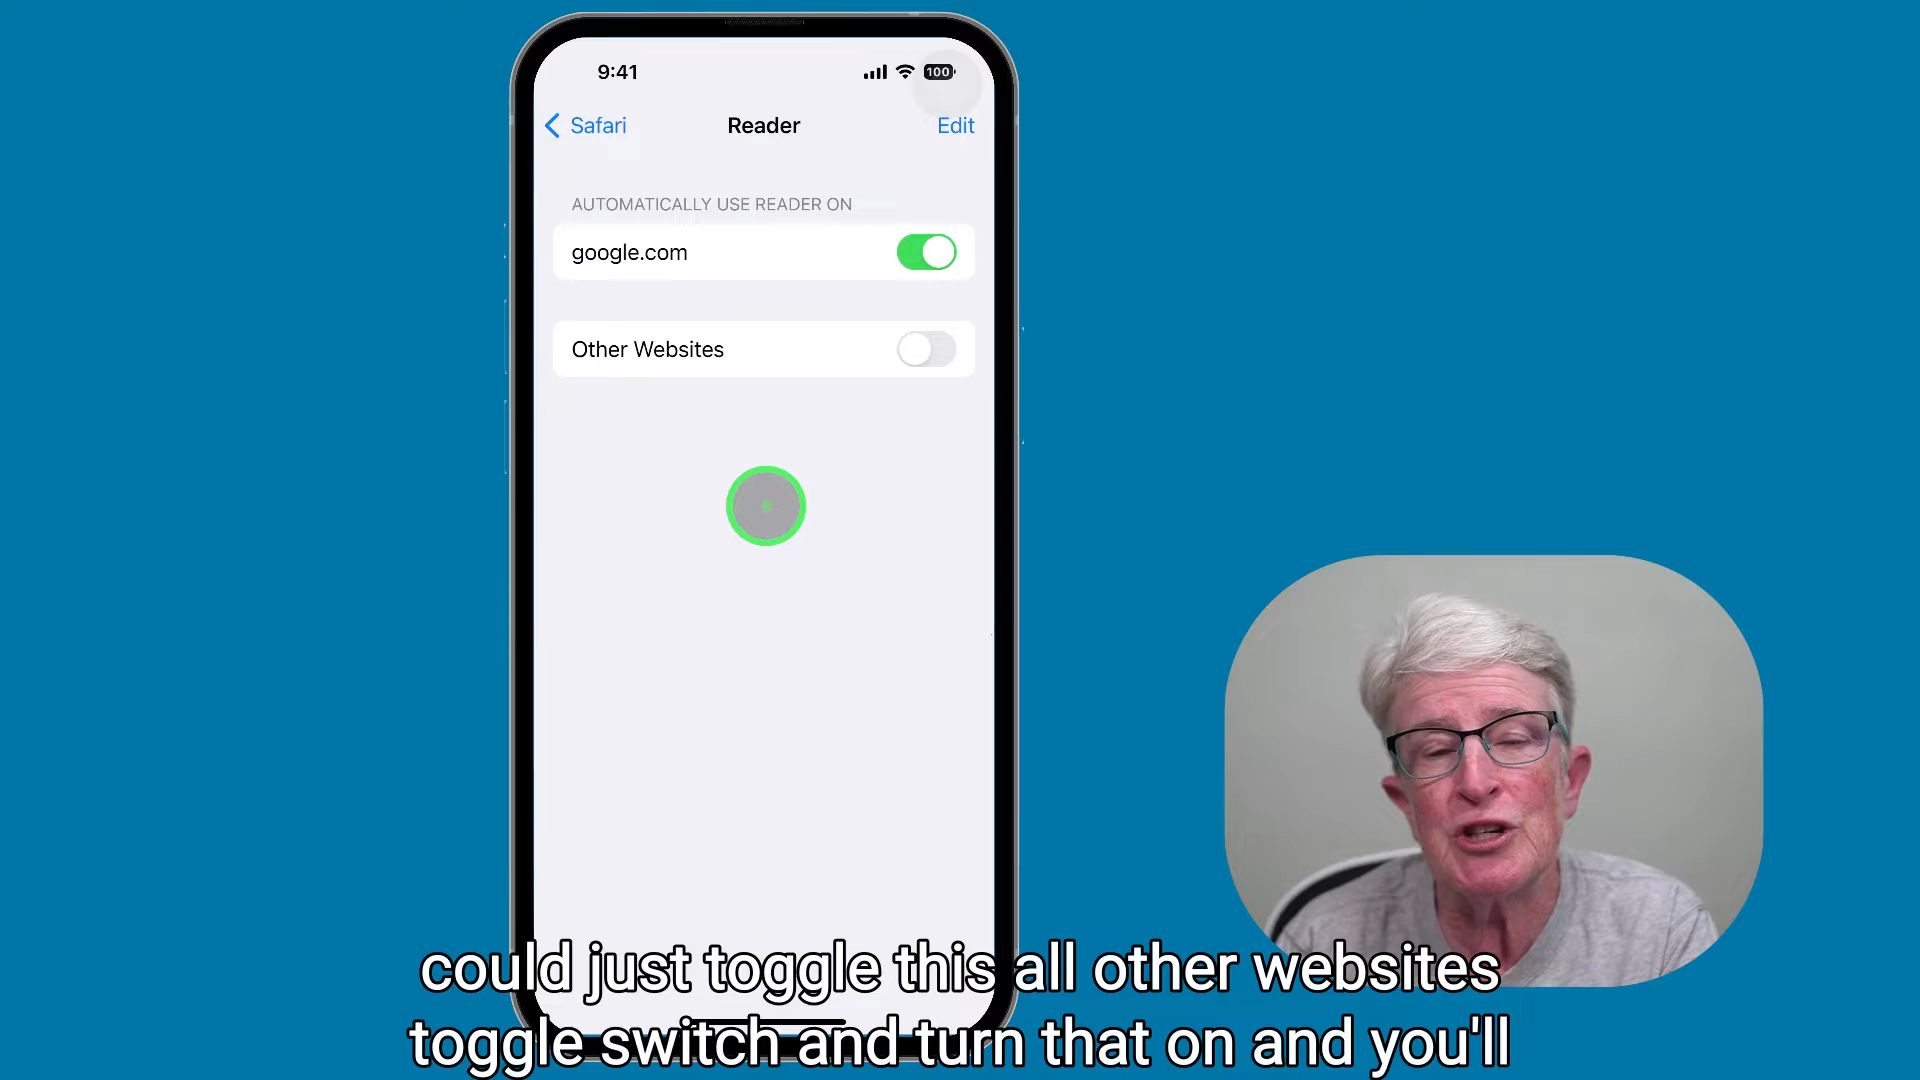 9:41
100
Safari
Reader
Edit
AUTOMATICALLY USE READER ON
google.com
Other Websites
could just toggle this all other websites
toggle switch and turn that on and you'll